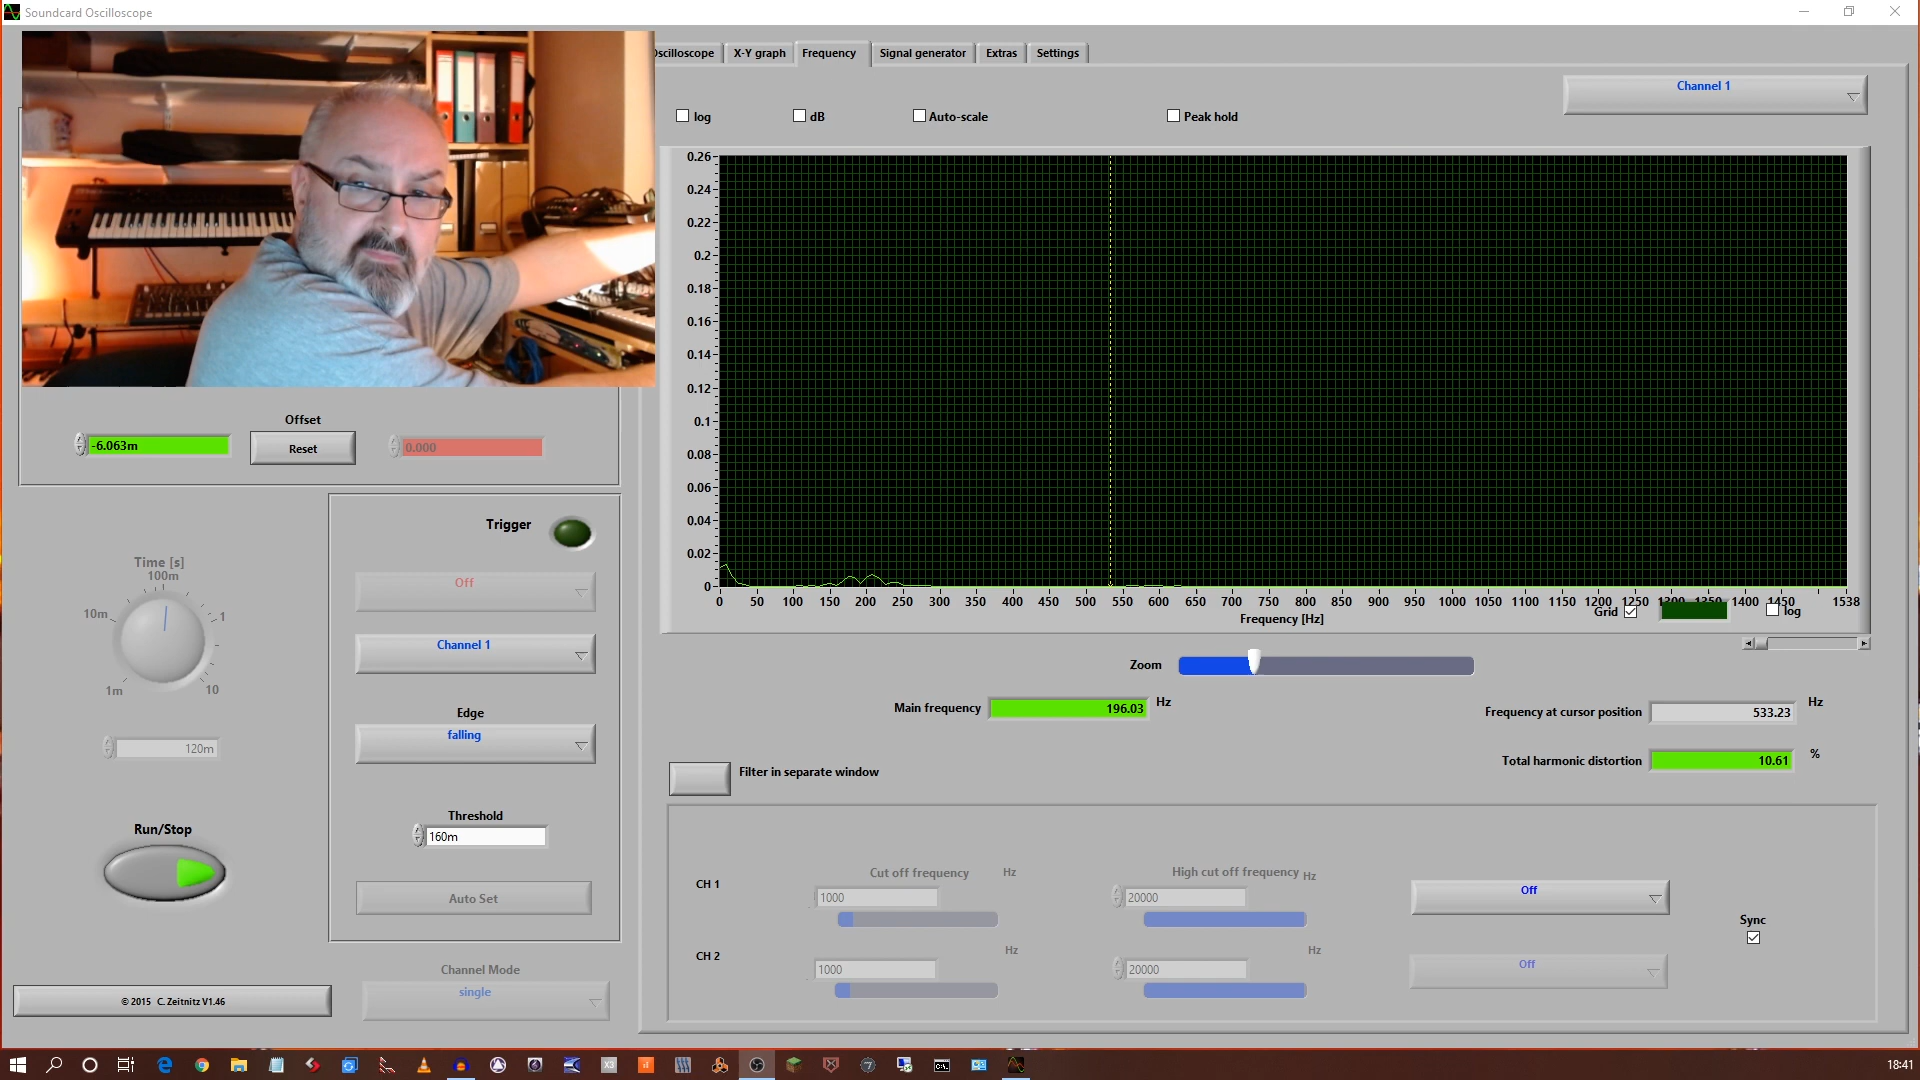 Soundcard Oscilloscope
Oscilloscope X-Y graph Frequency Signal generator Extras Settings
Channel 1
log dB Auto-scale Peak hold
0.26
0.24
0.22
0.2
0.18
0.16
0.14
0.12
0.1
0.08
0.06
0.04
0.02
0
0 50 100 150 200 250 300 350 400 450 500 550 600 650 700 750 800 850 900 950 1000 1050 1100 1150 1200 1250 1300 1350 1400 1450 1538
Frequency [Hz]
Grid log
Zoom
Main frequency 196.03 Hz
Frequency at cursor position 533.23 Hz
Total harmonic distortion 10.61 %
Filter in separate window
CH 1
Cut off frequency Hz
1000
High cut off frequency Hz
20000
Off
Sync
CH 2
Hz
1000
Hz
20000
Off
Offset
-6.063m
Reset
0.000
Time [s]
100m
10m 1
1m 10
120m
Run/Stop
Trigger
Off
Channel 1
Edge
falling
Threshold
160m
Auto Set
Channel Mode
single
© 2015 C. Zeitnitz V1.46
18:41